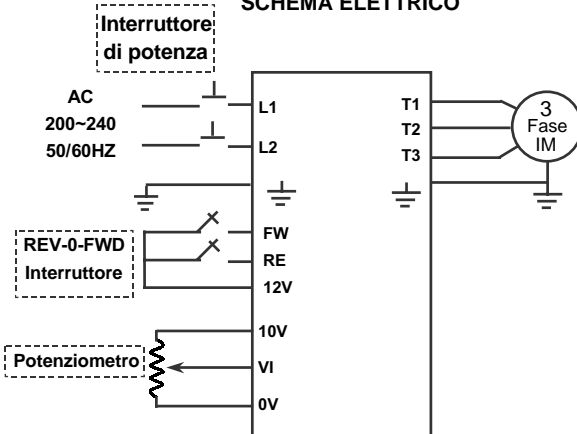 SCHEMA ELETTRICO
Interruttore
di potenza
AC
200~240
50/60HZ
L1
L2
T1
T2
T3
3
Fase
IM
REV-0-FWD
Interruttore
FW
RE
12V
10V
Potenziometro
VI
0V